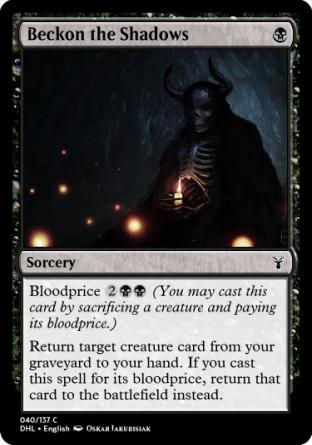 Beckon the Shadows
Sorcery
Bloodprice 2 (You may cast this
card by sacrificing a creature and paying
its bloodprice.)
Return target creature card from your
graveyard to your hand. If you cast
this spell for its bloodprice, return that
card to the battlefield instead.
040/137 C
DHL • English Oskar Jakubisiak